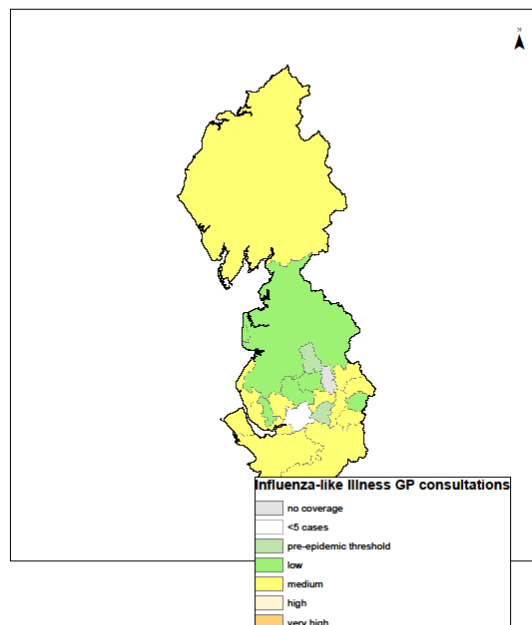 N
Influenza-like Illness GP consultations
no coverage
<5 cases
pre-epidemic threshold
low
medium
high
very high